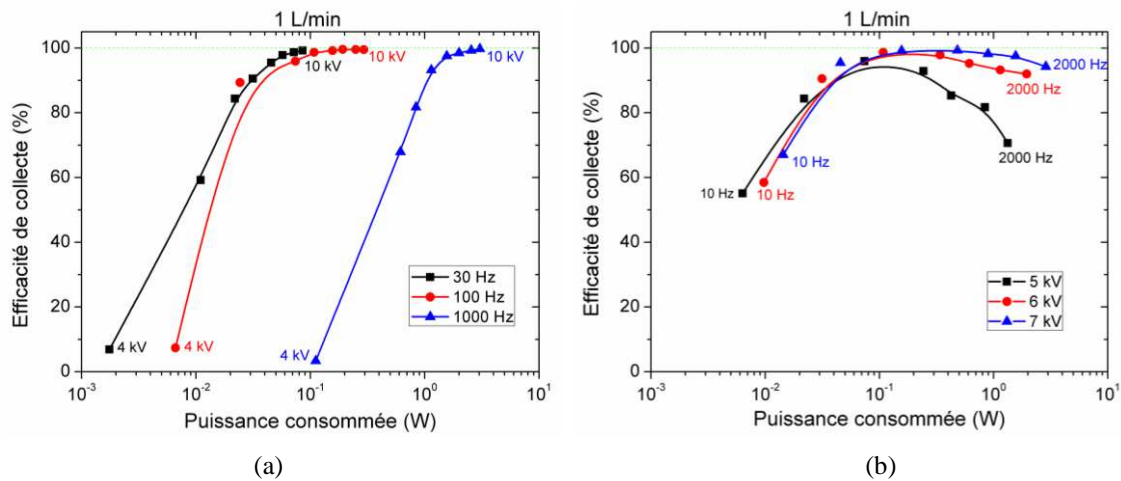 1 L/min
100
80
60
40
20
0
Efficacité de collecte (%)
10 kV
10 kV
10 kV
4 kV
4 kV
4 kV
30 Hz
100 Hz
1000 Hz
10⁻³ 10⁻² 10⁻¹ 10⁰ 10¹
Puissance consommée (W)
(a)
1 L/min
100
80
60
40
20
0
Efficacité de collecte (%)
2000 Hz
2000 Hz
2000 Hz
10 Hz
10 Hz
10 Hz
5 kV
6 kV
7 kV
10⁻³ 10⁻² 10⁻¹ 10⁰ 10¹
Puissance consommée (W)
(b)